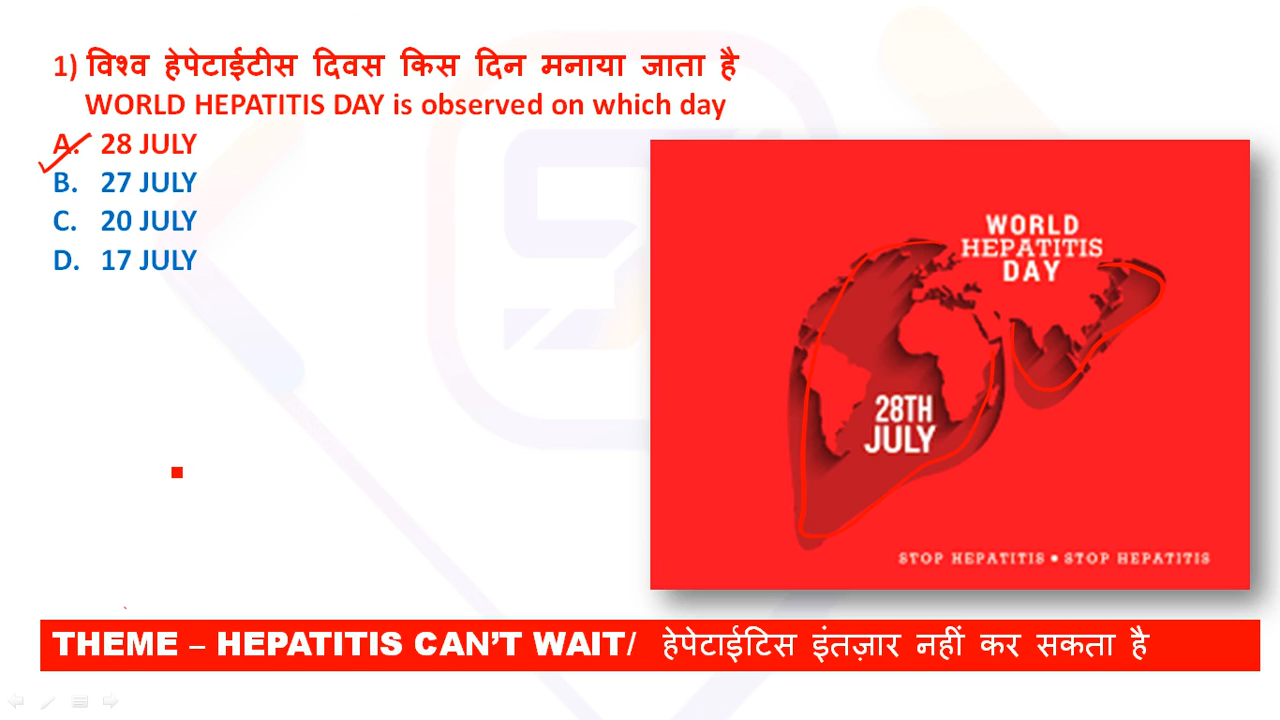 1) विश्व हेपेटाईटीस दिवस किस दिन मनाया जाता है
WORLD HEPATITIS DAY is observed on which day
A. 28 JULY
B. 27 JULY
C. 20 JULY
D. 17 JULY
WORLD
HEPATITIS
DAY
28TH
JULY
STOP HEPATITIS • STOP HEPATITIS
THEME – HEPATITIS CAN'T WAIT/ हेपेटाईटिस इंतज़ार नहीं कर सकता है